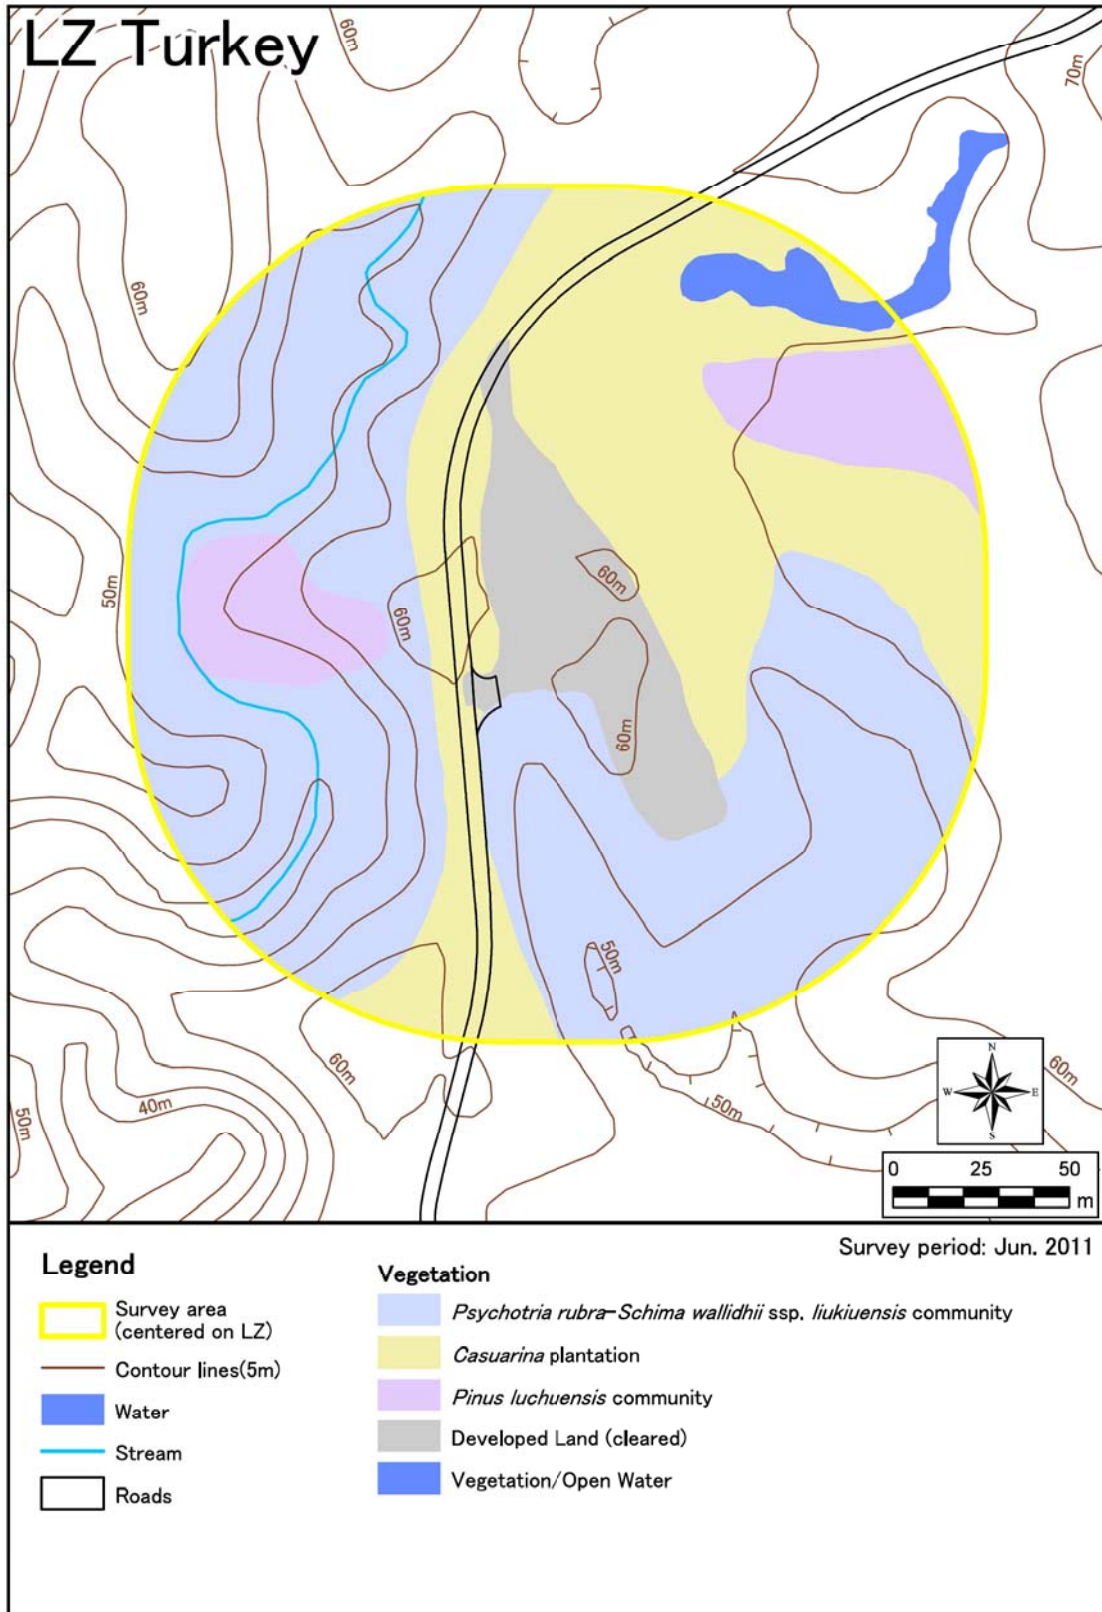 LZ Turkey
60m
70m
60m
50m
60m
60m
60m
50m
60m
60m
50m
40m
50m
N
W
E
S
0 25 50
m
Survey period: Jun. 2011
Legend
Survey area
(centered on LZ)
Contour lines(5m)
Water
Stream
Roads
Vegetation
Psychotria rubra-Schima wallidhii ssp. liukiuensis community
Casuarina plantation
Pinus luchuensis community
Developed Land (cleared)
Vegetation/Open Water